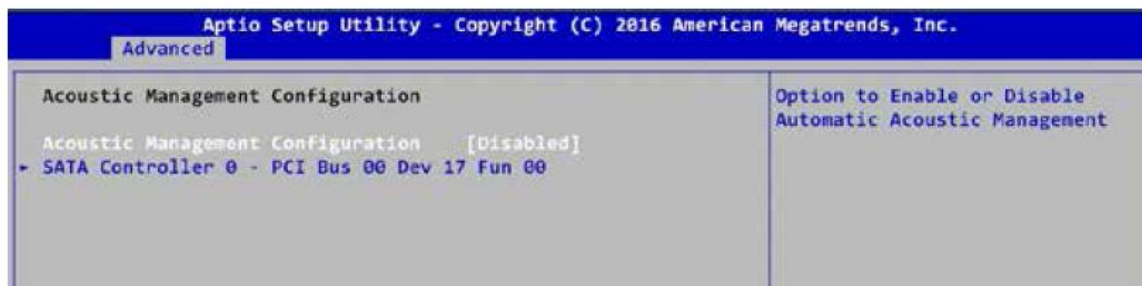 Aptio Setup Utility - Copyright (C) 2016 American Megatrends, Inc.
Advanced
Acoustic Management Configuration
Acoustic Management Configuration [Disabled]
► SATA Controller 0 - PCI Bus 00 Dev 17 Fun 00
Option to Enable or Disable
Automatic Acoustic Management